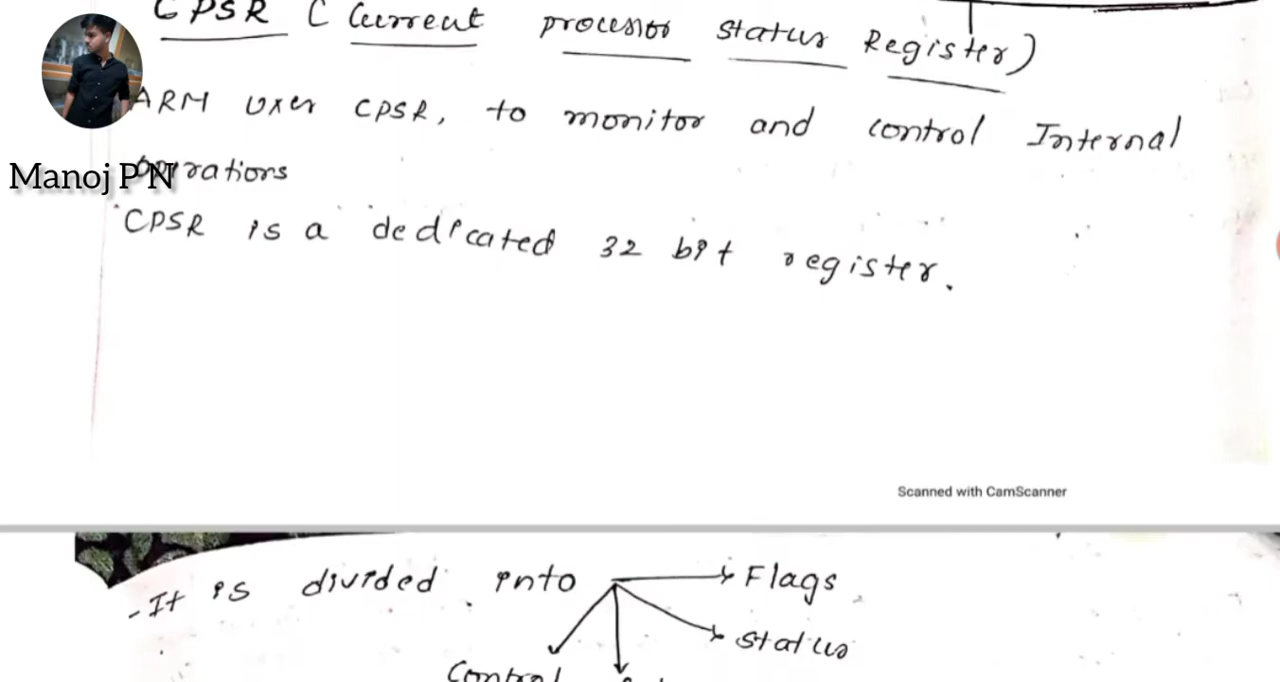 CPSR (Current processor status Register)
ARM uses CPSR, to monitor and control Internal
operations
Manoj PN
CPSR is a dedicated 32 bit register.
Scanned with CamScanner
- It is divided into → Flags
→ status
Control